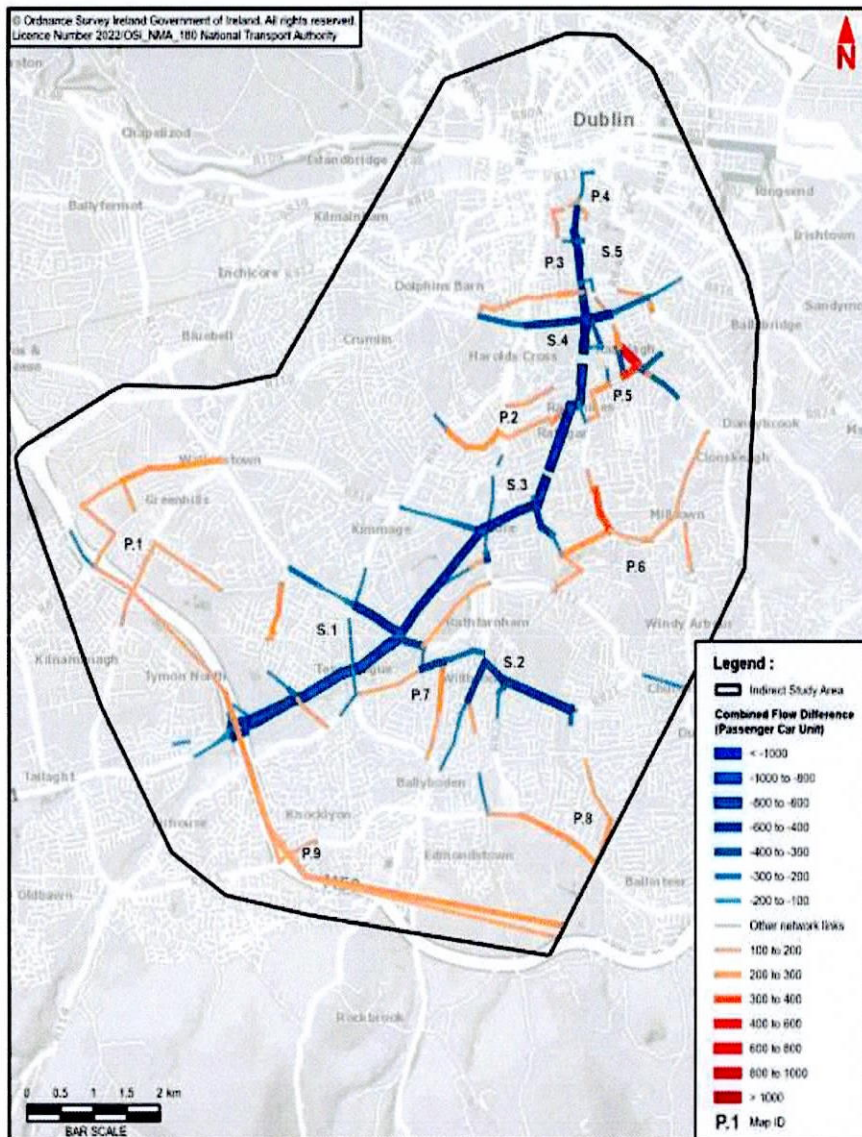 © Ordnance Survey Ireland Government of Ireland. All rights reserved.
Licence Number 2022/OSi_NMA_180 National Transport Authority
N
Dublin
Chapelizod
Islandbridge
Ballyfermot
Kilmainham
P.4
Irishtown
S.5
Inchicore
P.3
Dolphins Barn
Bluebell
Crumlin
S.4
Harolds Cross
P.5
P.2
Donnybrook
Clonskeagh
Walkinstown
S.3
Greenhills
Kimmage
Milltown
P.1
P.6
Rathfarnham
Windy Arbour
S.1
Kilnamanagh
Tymon North
S.2
P.7
Tallaght
Ballyboden
P.8
Knocklyon
P.9
Edmondstown
Oldbawn
Ballinteer
Rockbrook
Legend :
Indirect Study Area
Combined Flow Difference
(Passenger Car Unit)
< -1000
-1000 to -800
-800 to -600
-600 to -400
-400 to -300
-300 to -200
-200 to -100
Other network links
100 to 200
200 to 300
300 to 400
400 to 600
600 to 800
800 to 1000
> 1000
P.1 Map ID
0 0.5 1 1.5 2 km
BAR SCALE